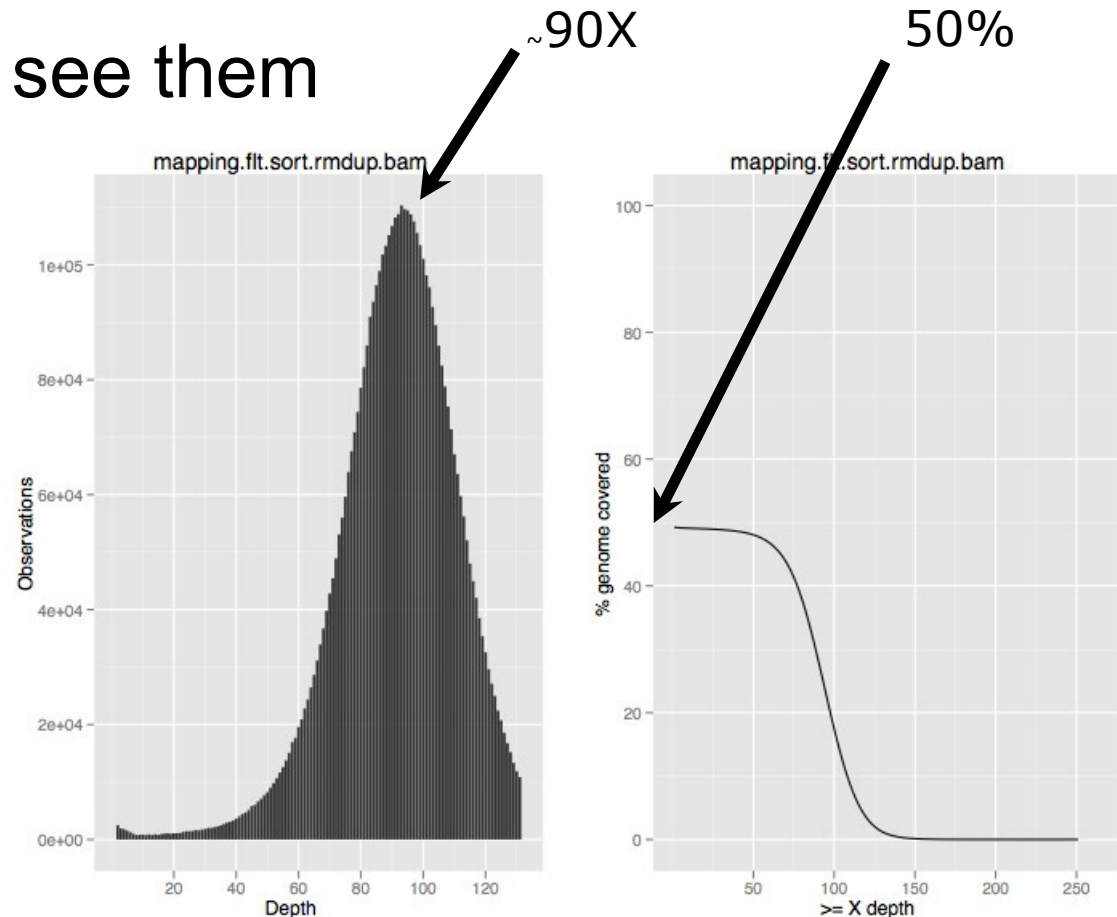 see them
~90X
50%
mapping.flt.sort.rmdup.bam
Observations
1e+05
8e+04
6e+04
4e+04
2e+04
0e+00
20 40 60 80 100 120
Depth
mapping.flt.sort.rmdup.bam
% genome covered
100
80
60
40
20
0
50 100 150 200 250
>= X depth